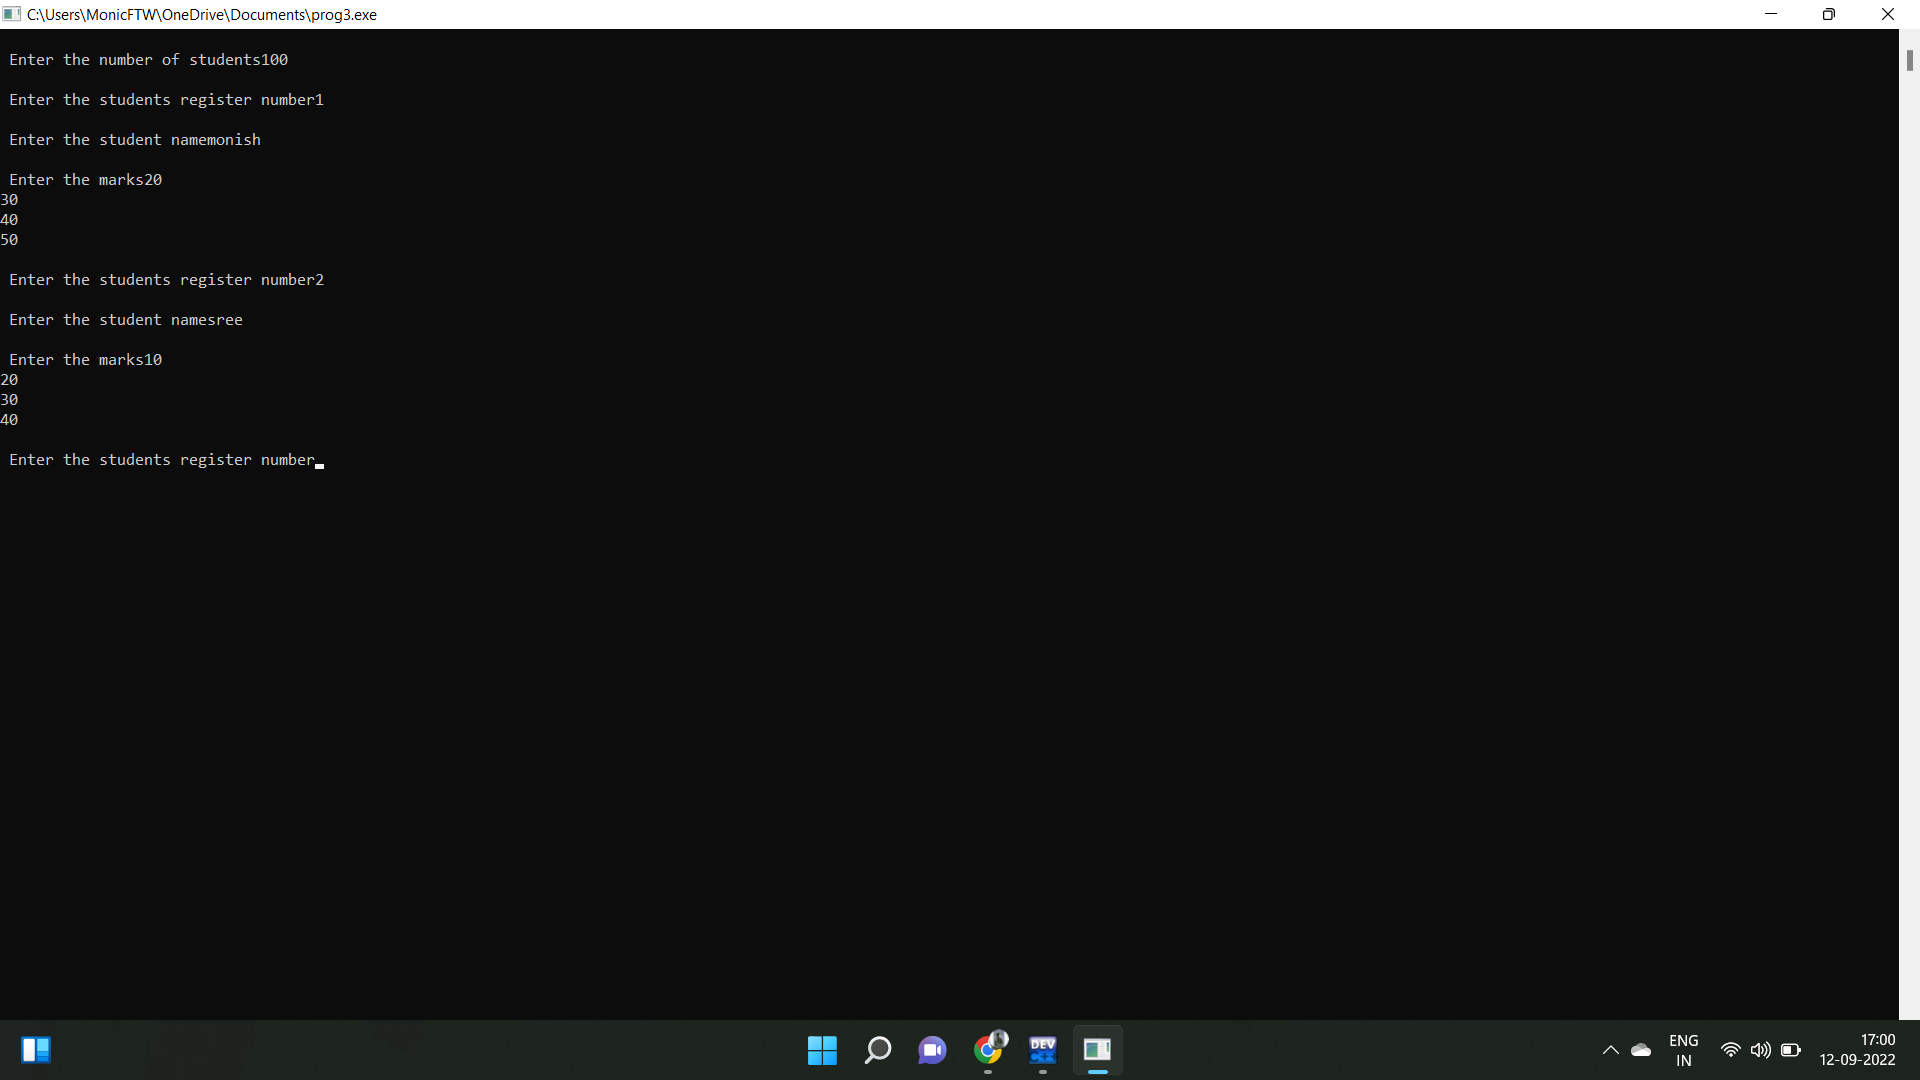 C:\Users\MonicFTW\OneDrive\Documents\prog3.exe
Enter the number of students100
Enter the students register number1
Enter the student namemonish
Enter the marks20
30
40
50
Enter the students register number2
Enter the student namesree
Enter the marks10
20
30
40
Enter the students register number
DEV
C++
ENG
IN
17:00
12-09-2022